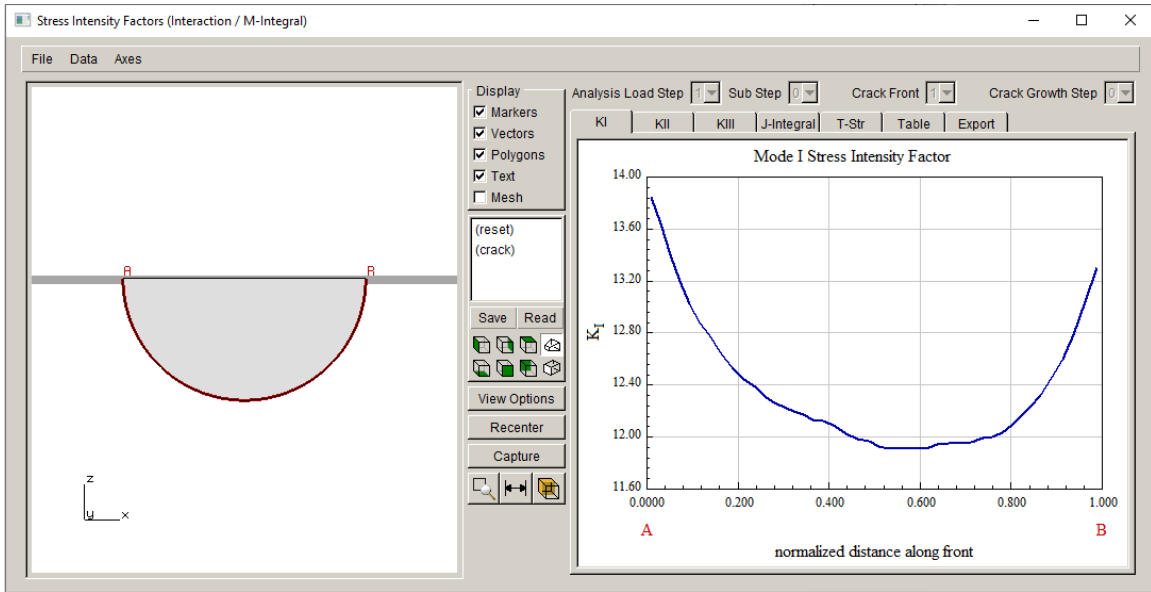 Stress Intensity Factors (Interaction / M-Integral)
File Data Axes
A B
z
y x
Display
Markers
Vectors
Polygons
Text
Mesh
(reset)
(crack)
Save Read
View Options
Recenter
Capture
Analysis Load Step 1 Sub Step 0 Crack Front 1 Crack Growth Step 0
KI KII KIII J-Integral T-Str Table Export
Mode I Stress Intensity Factor
14.00
13.60
13.20
12.80
12.40
12.00
11.60
KI
0.0000 0.200 0.400 0.600 0.800 1.000
A B
normalized distance along front